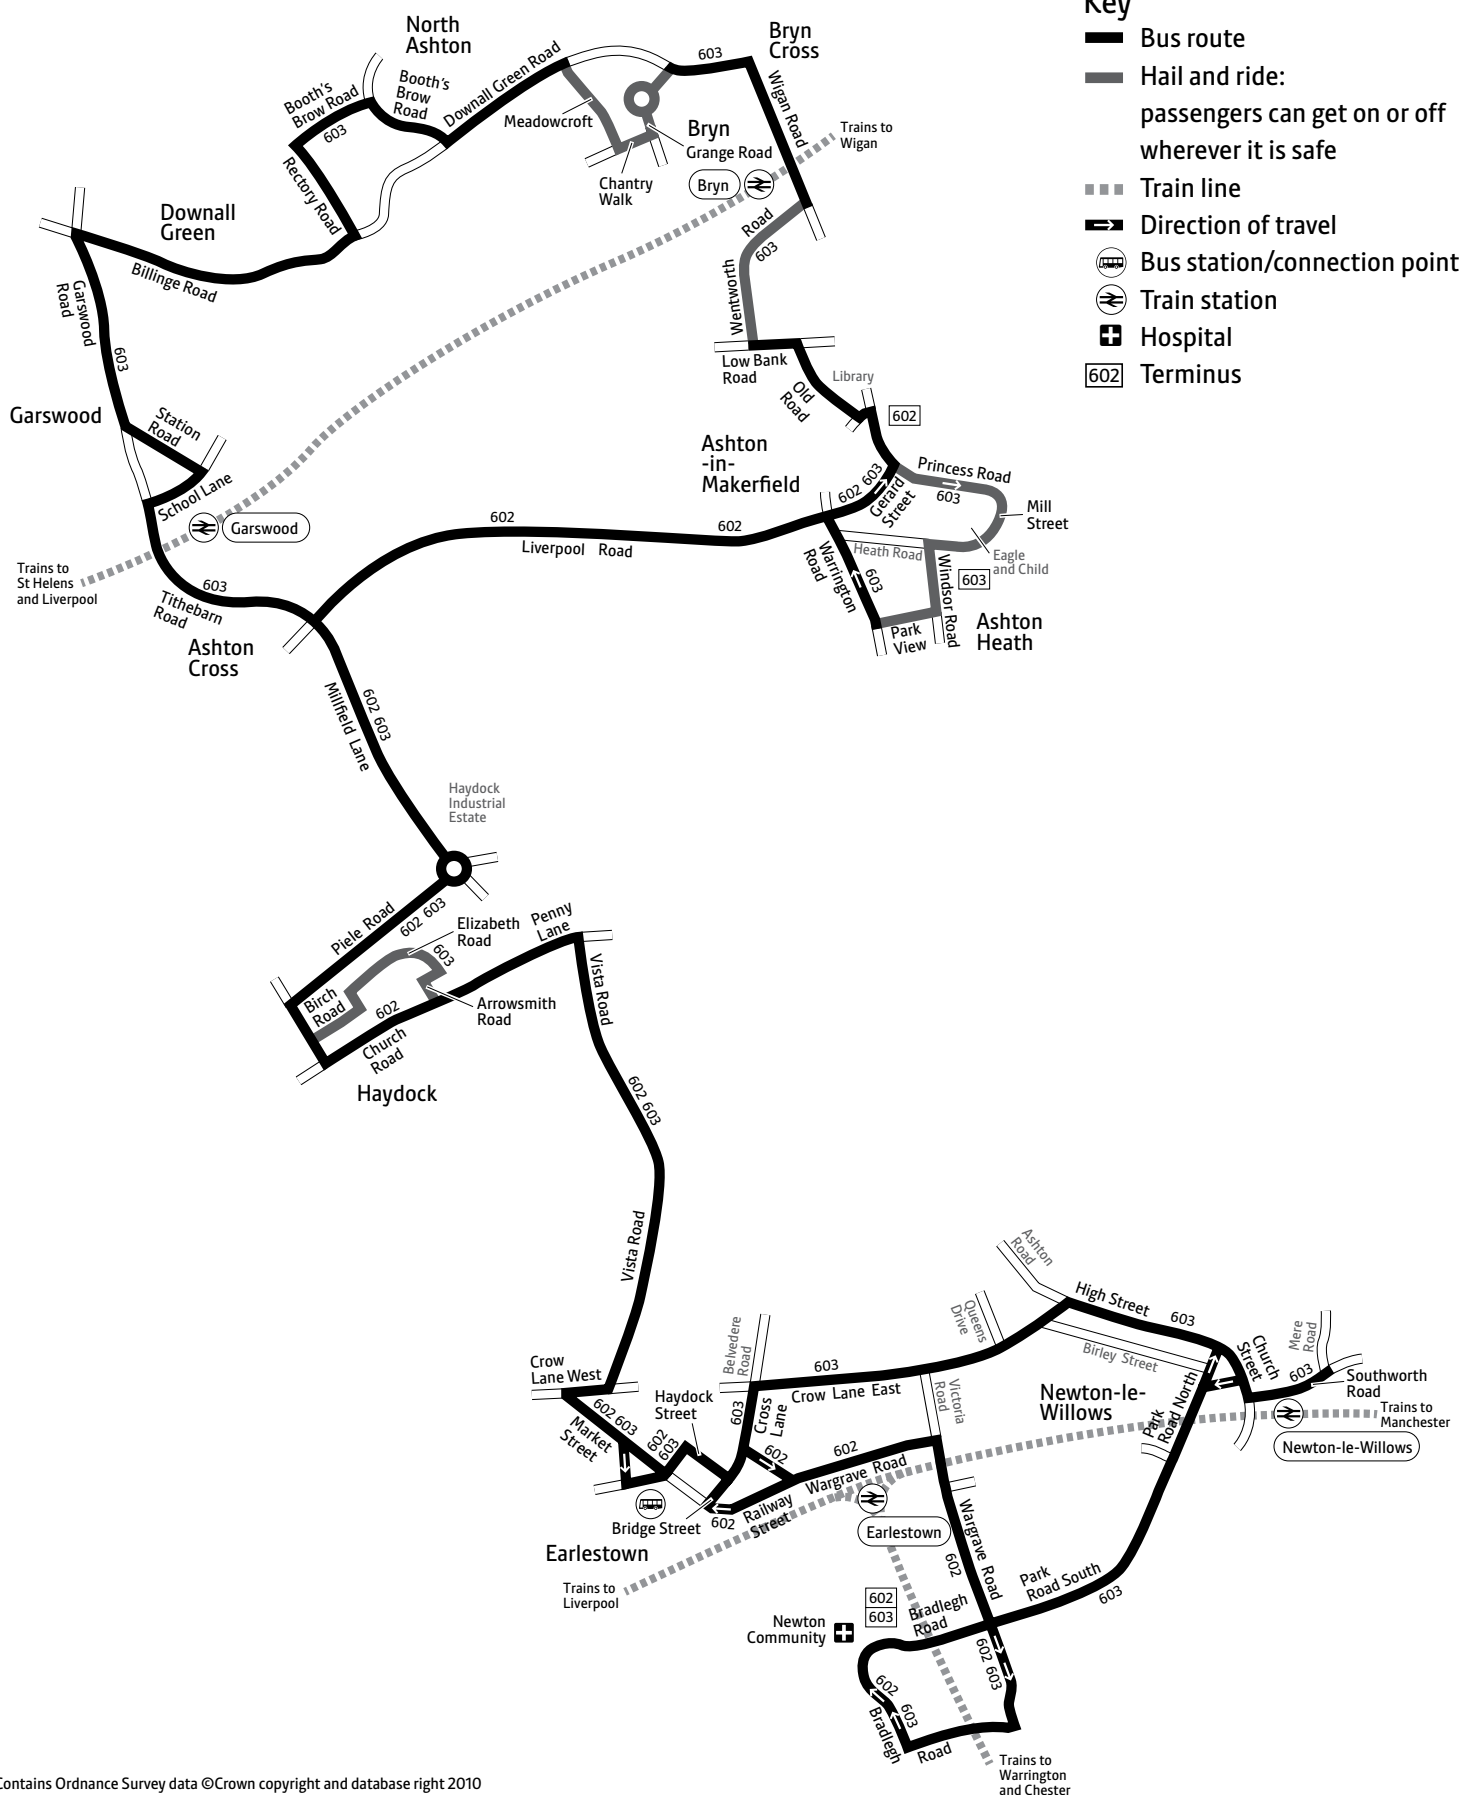 Key
Bus route
Hail and ride:
passengers can get on or off
wherever it is safe
Train line
Direction of travel
Bus station/connection point
Train station
Hospital
602
Terminus
North
Ashton
Bryn
Cross
603
Booth's
Brow Road
603
Booth's
Brow
Road
Downall Green Road
Meadowcroft
Wigan Road
Trains to
Wigan
Bryn
Grange Road
Bryn
Chantry
Walk
Rectory Road
Downall
Green
Billinge Road
Garswood
Road
603
Road
603
Wentworth
Low Bank
Road
Old
Road
Library
602
Garswood
Station
Road
School Lane
Garswood
Trains to
St Helens
and Liverpool
603
Tithebarn
Road
Ashton
Cross
602
Liverpool Road
602
Ashton
-in-
Makerfield
602 603
Gerard
Street
Princess Road
603
Mill
Street
Heath Road
Eagle
and Child
Warrington
Road
603
Windsor Road
603
Park
View
Ashton
Heath
602 603
Millfield Lane
Haydock
Industrial
Estate
Piele Road
602 603
Elizabeth
Road
603
Penny
Lane
Birch
Road
602
Church
Road
Arrowsmith
Road
Vista Road
Haydock
602 603
Vista Road
Crow
Lane West
602 603
Market
Street
Haydock
Street
602
603
Belvedere
Road
603
Cross
Lane
603
Crow Lane East
602
602
Wargrave Road
Bridge Street
602
Railway
Street
Earlestown
Trains to
Liverpool
Earlestown
Queens
Drive
Victoria
Road
Ashton
Road
High Street
603
Birley Street
Church
Street
Mere
Road
603
Southworth
Road
Newton-le-
Willows
Park
Road North
Trains to
Manchester
Newton-le-Willows
Wargrave Road
602
Park
Road South
603
602
603
Newton
Community
Bradlegh
Road
602 603
602
603
Bradlegh
Road
Trains to
Warrington
and Chester
Contains Ordnance Survey data ©Crown copyright and database right 2010